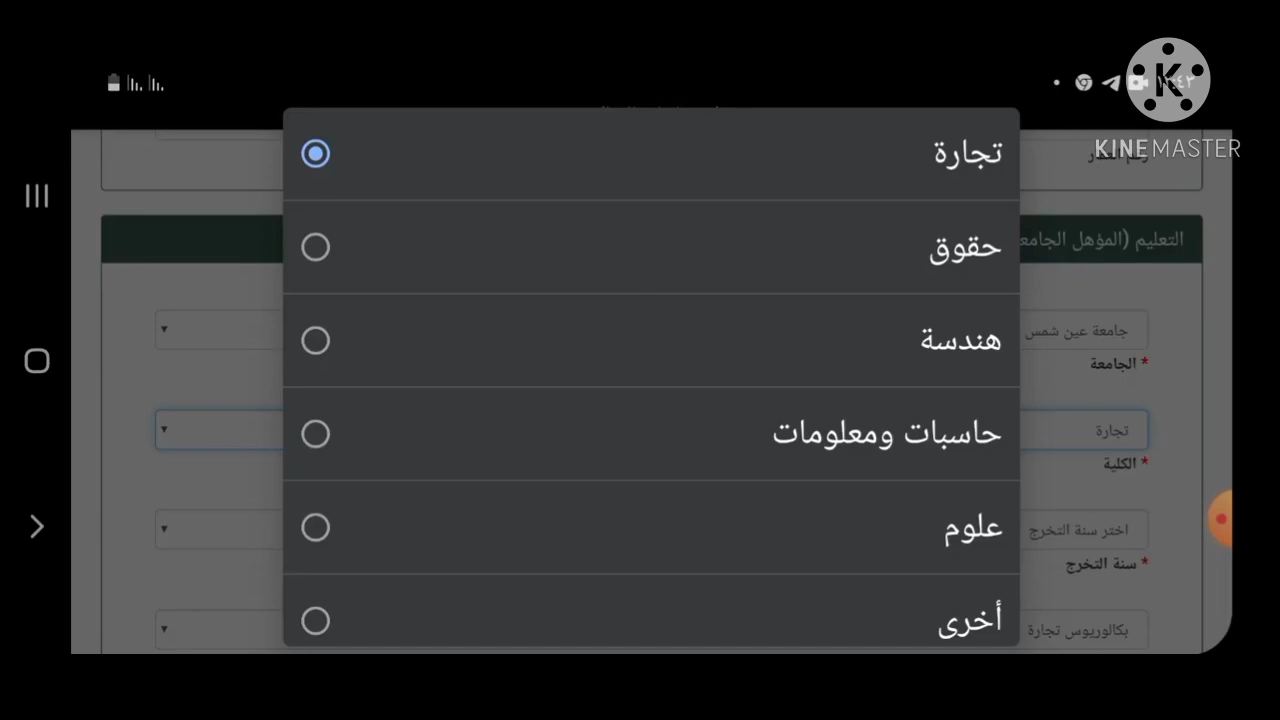 KINEMASTER
تجارة
حقوق
هندسة
حاسبات ومعلومات
علوم
أخرى
التعليم (المؤهل الجامع
جامعة عين شمس
* الجامعة
تجارة
* الكلية
اختر سنة التخرج
* سنة التخرج
بكالوريوس تجارة